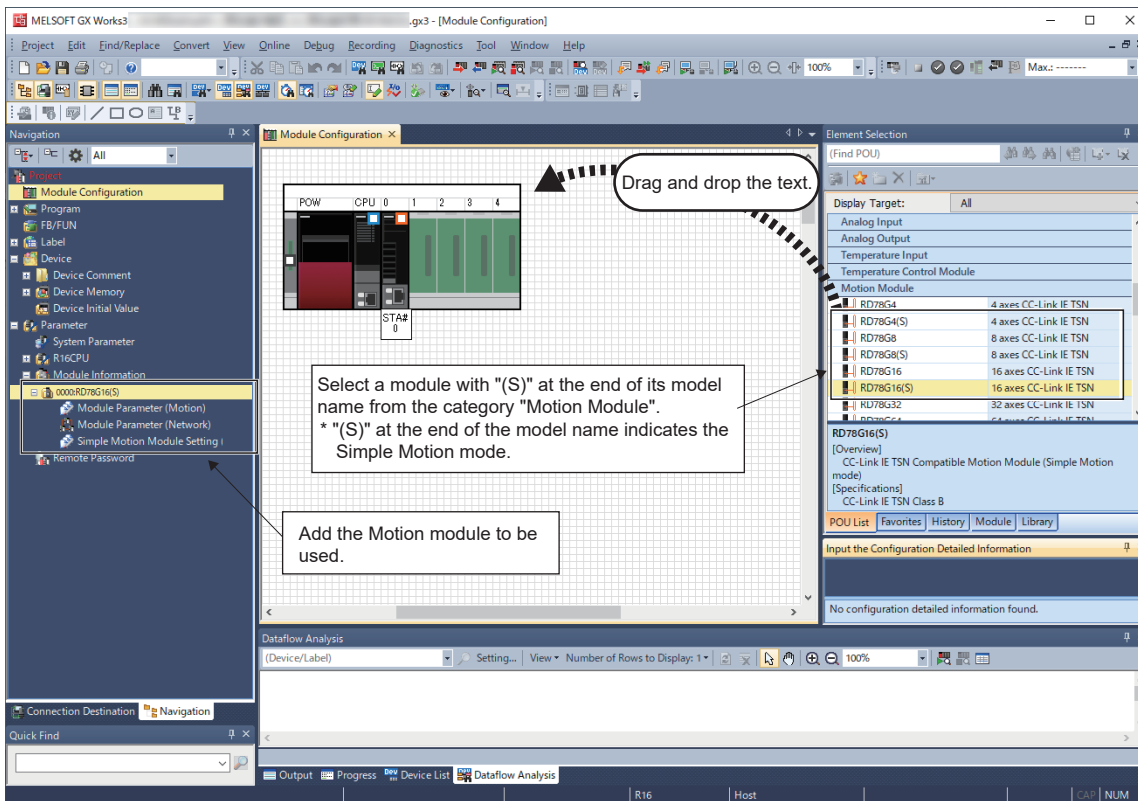 MELSOFT GX Works3 .gx3 - [Module Configuration]
Project Edit Find/Replace Convert View Online Debug Recording Diagnostics Tool Window Help
100%
Max.: -------
Navigation
All
Project
Module Configuration
Program
FB/FUN
Label
Device
Device Comment
Device Memory
Device Initial Value
Parameter
System Parameter
R16CPU
Module Information
0000:RD78G16(S)
Module Parameter (Motion)
Module Parameter (Network)
Simple Motion Module Setting (
Remote Password
Connection Destination Navigation
Quick Find
Module Configuration
POW CPU 0 1 2 3 4
STA#
0
Drag and drop the text.
Select a module with "(S)" at the end of its model
name from the category "Motion Module".
* "(S)" at the end of the model name indicates the
Simple Motion mode.
Add the Motion module to be
used.
Element Selection
(Find POU)
Display Target: All
Analog Input
Analog Output
Temperature Input
Temperature Control Module
Motion Module
RD78G4 4 axes CC-Link IE TSN
RD78G4(S) 4 axes CC-Link IE TSN
RD78G8 8 axes CC-Link IE TSN
RD78G8(S) 8 axes CC-Link IE TSN
RD78G16 16 axes CC-Link IE TSN
RD78G16(S) 16 axes CC-Link IE TSN
RD78G32 32 axes CC-Link IE TSN
RD78G16(S)
[Overview]
CC-Link IE TSN Compatible Motion Module (Simple Motion
mode)
[Specifications]
CC-Link IE TSN Class B
POU List Favorites History Module Library
Input the Configuration Detailed Information
No configuration detailed information found.
Dataflow Analysis
(Device/Label) Setting... View Number of Rows to Display: 1 100%
Output Progress Device List Dataflow Analysis
R16 Host CAP NUM